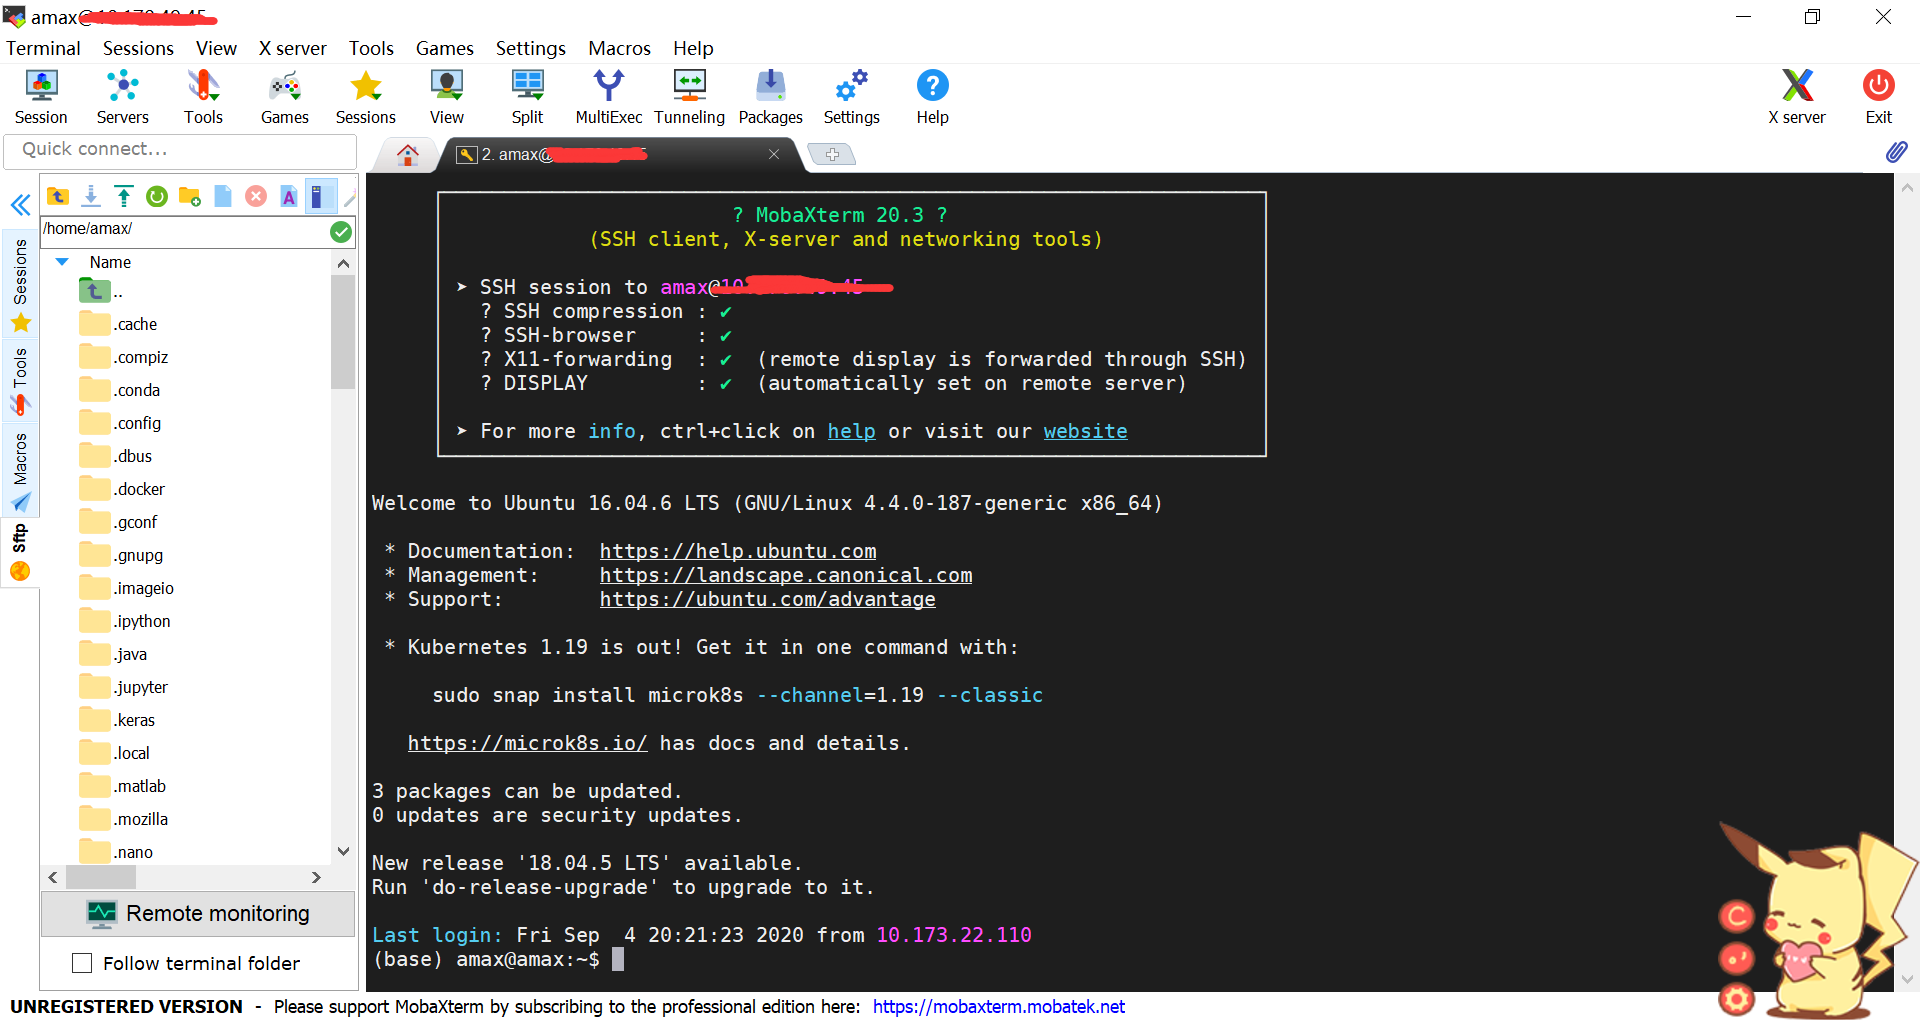 amax@
Terminal Sessions View X server Tools Games Settings Macros Help
Session Servers Tools Games Sessions View Split MultiExec Tunneling Packages Settings Help X server Exit
Quick connect...
2. amax@
/home/amax/
Name
..
.cache
.compiz
.conda
.config
.dbus
.docker
.gconf
.gnupg
.imageio
.ipython
.java
.jupyter
.keras
.local
.matlab
.mozilla
.nano
Sessions
Tools
Macros
Sftp
Remote monitoring
Follow terminal folder
? MobaXterm 20.3 ?
(SSH client, X-server and networking tools)
➤ SSH session to amax@
? SSH compression : ✔
? SSH-browser : ✔
? X11-forwarding : ✔ (remote display is forwarded through SSH)
? DISPLAY : ✔ (automatically set on remote server)
➤ For more info, ctrl+click on help or visit our website
Welcome to Ubuntu 16.04.6 LTS (GNU/Linux 4.4.0-187-generic x86_64)
* Documentation: https://help.ubuntu.com
* Management: https://landscape.canonical.com
* Support: https://ubuntu.com/advantage
* Kubernetes 1.19 is out! Get it in one command with:
sudo snap install microk8s --channel=1.19 --classic
https://microk8s.io/ has docs and details.
3 packages can be updated.
0 updates are security updates.
New release '18.04.5 LTS' available.
Run 'do-release-upgrade' to upgrade to it.
Last login: Fri Sep  4 20:21:23 2020 from 10.173.22.110
(base) amax@amax:~$
UNREGISTERED VERSION - Please support MobaXterm by subscribing to the professional edition here: https://mobaxterm.mobatek.net